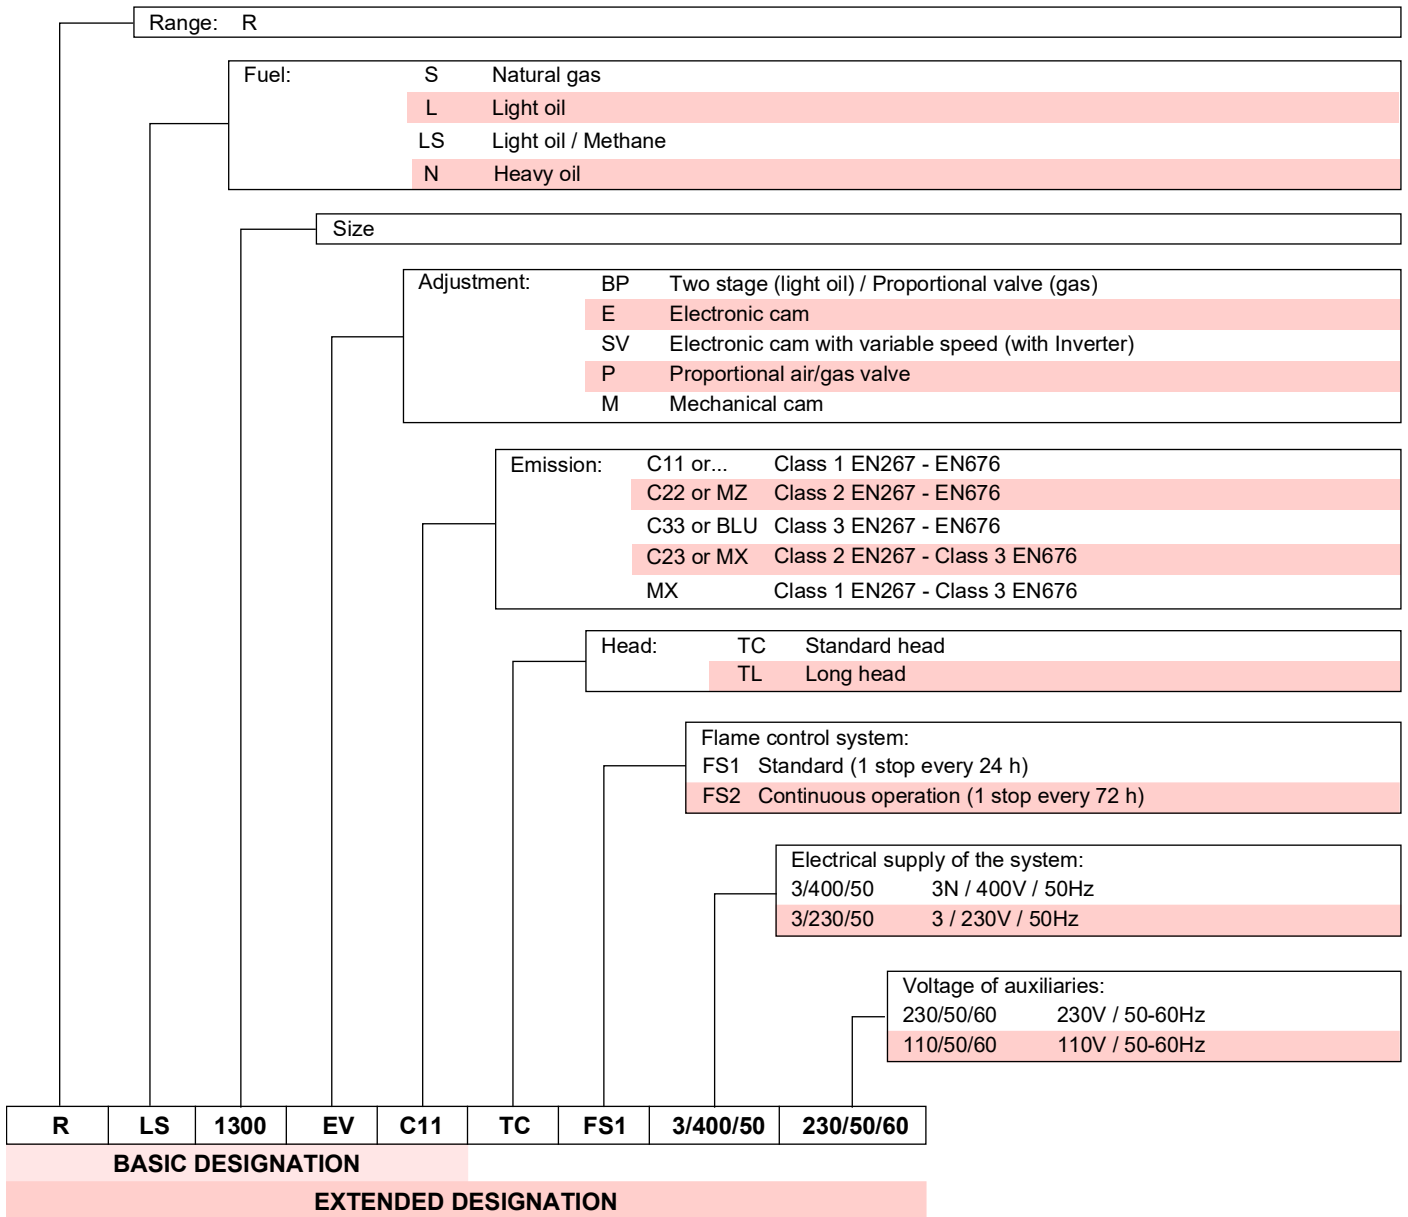 Range: R
Fuel: S Natural gas
L Light oil
LS Light oil / Methane
N Heavy oil
Size
Adjustment: BP Two stage (light oil) / Proportional valve (gas)
E Electronic cam
SV Electronic cam with variable speed (with Inverter)
P Proportional air/gas valve
M Mechanical cam
Emission: C11 or... Class 1 EN267 - EN676
C22 or MZ Class 2 EN267 - EN676
C33 or BLU Class 3 EN267 - EN676
C23 or MX Class 2 EN267 - Class 3 EN676
MX Class 1 EN267 - Class 3 EN676
Head: TC Standard head
TL Long head
Flame control system:
FS1 Standard (1 stop every 24 h)
FS2 Continuous operation (1 stop every 72 h)
Electrical supply of the system:
3/400/50 3N / 400V / 50Hz
3/230/50 3 / 230V / 50Hz
Voltage of auxiliaries:
230/50/60 230V / 50-60Hz
110/50/60 110V / 50-60Hz
R LS 1300 EV C11 TC FS1 3/400/50 230/50/60
BASIC DESIGNATION
EXTENDED DESIGNATION